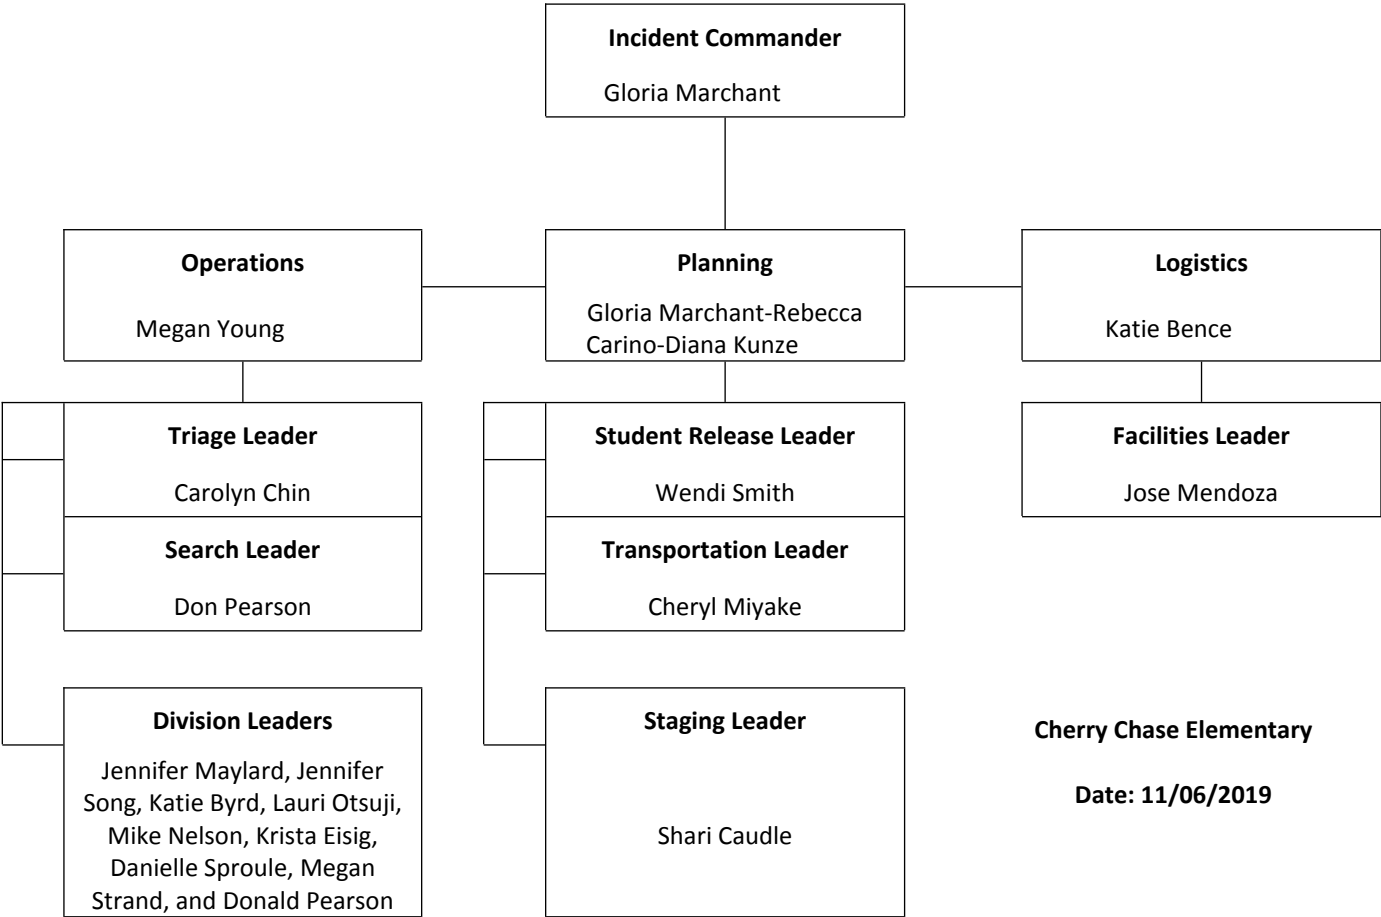 Incident Commander
Gloria Marchant
Operations
Megan Young
Planning
Gloria Marchant-Rebecca
Carino-Diana Kunze
Logistics
Katie Bence
Triage Leader
Carolyn Chin
Student Release Leader
Wendi Smith
Facilities Leader
Jose Mendoza
Search Leader
Don Pearson
Transportation Leader
Cheryl Miyake
Division Leaders
Jennifer Maylard, Jennifer
Song, Katie Byrd, Lauri Otsuji,
Mike Nelson, Krista Eisig,
Danielle Sproule, Megan
Strand, and Donald Pearson
Staging Leader
Shari Caudle
Cherry Chase Elementary
Date: 11/06/2019